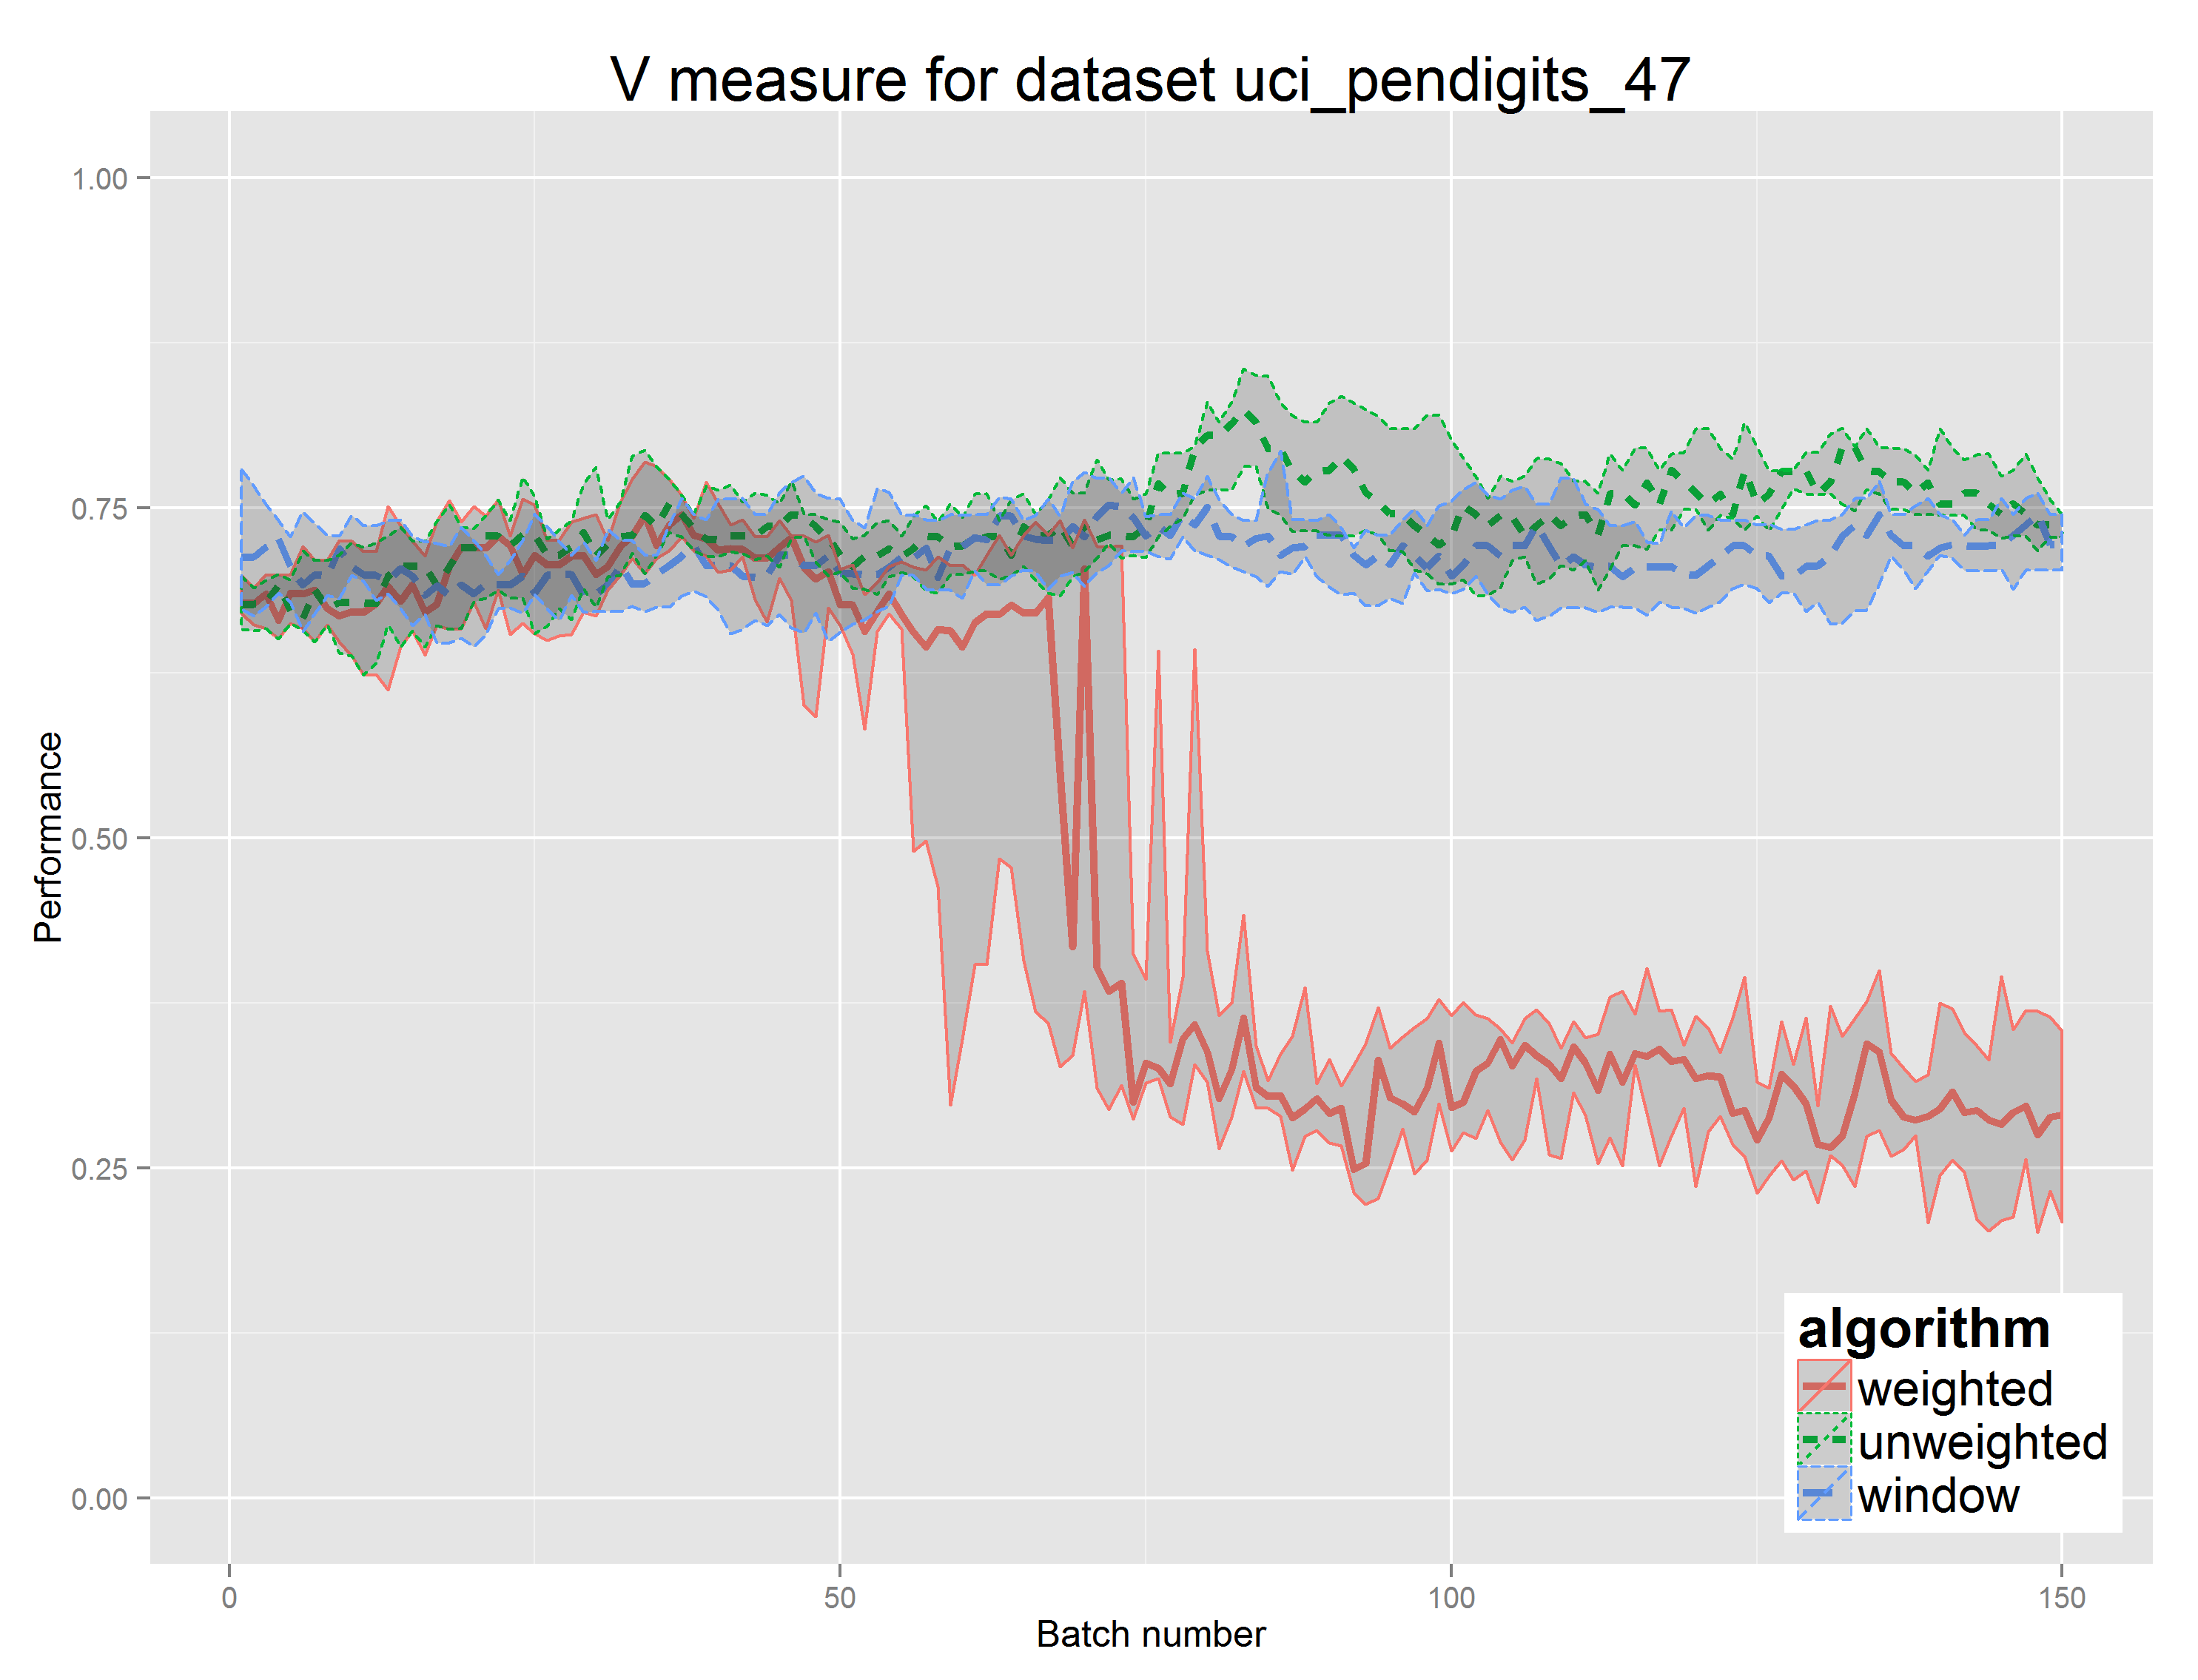 V measure for dataset uci_pendigits_47
1.00
0.75
0.50
0.25
0.00
Performance
0
50
100
150
Batch number
algorithm
weighted
unweighted
window